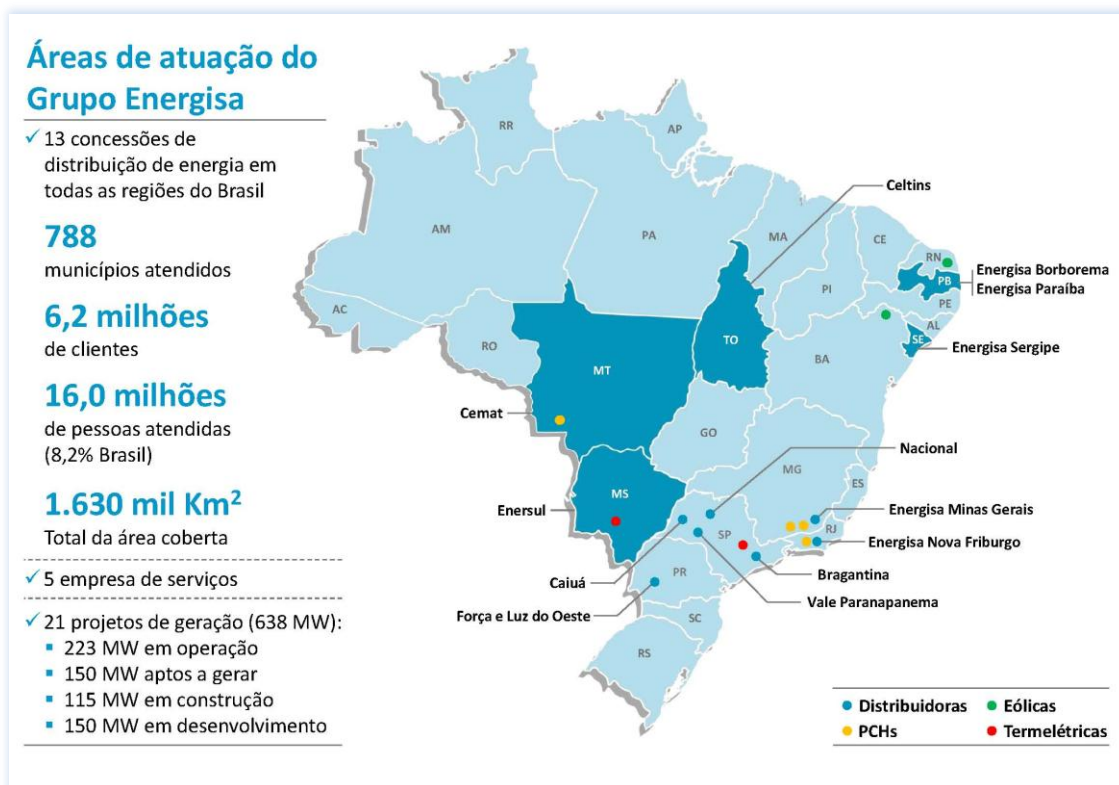 Áreas de atuação do
Grupo Energisa
✓ 13 concessões de
distribuição de energia em
todas as regiões do Brasil
788
municípios atendidos
6,2 milhões
de clientes
16,0 milhões
de pessoas atendidas
(8,2% Brasil)
1.630 mil Km²
Total da área coberta
✓ 5 empresa de serviços
✓ 21 projetos de geração (638 MW):
▪ 223 MW em operação
▪ 150 MW aptos a gerar
▪ 115 MW em construção
▪ 150 MW em desenvolvimento
RR
AP
AM
PA
MA
CE
RN
PB
PE
AL
SE
PI
AC
RO
TO
BA
MT
GO
MG
ES
MS
SP
RJ
PR
SC
RS
Celtins
Energisa Borborema
Energisa Paraíba
Energisa Sergipe
Cemat
Nacional
Enersul
Energisa Minas Gerais
Energisa Nova Friburgo
Caiuá
Bragantina
Vale Paranapanema
Força e Luz do Oeste
Distribuidoras
Eólicas
PCHs
Termelétricas